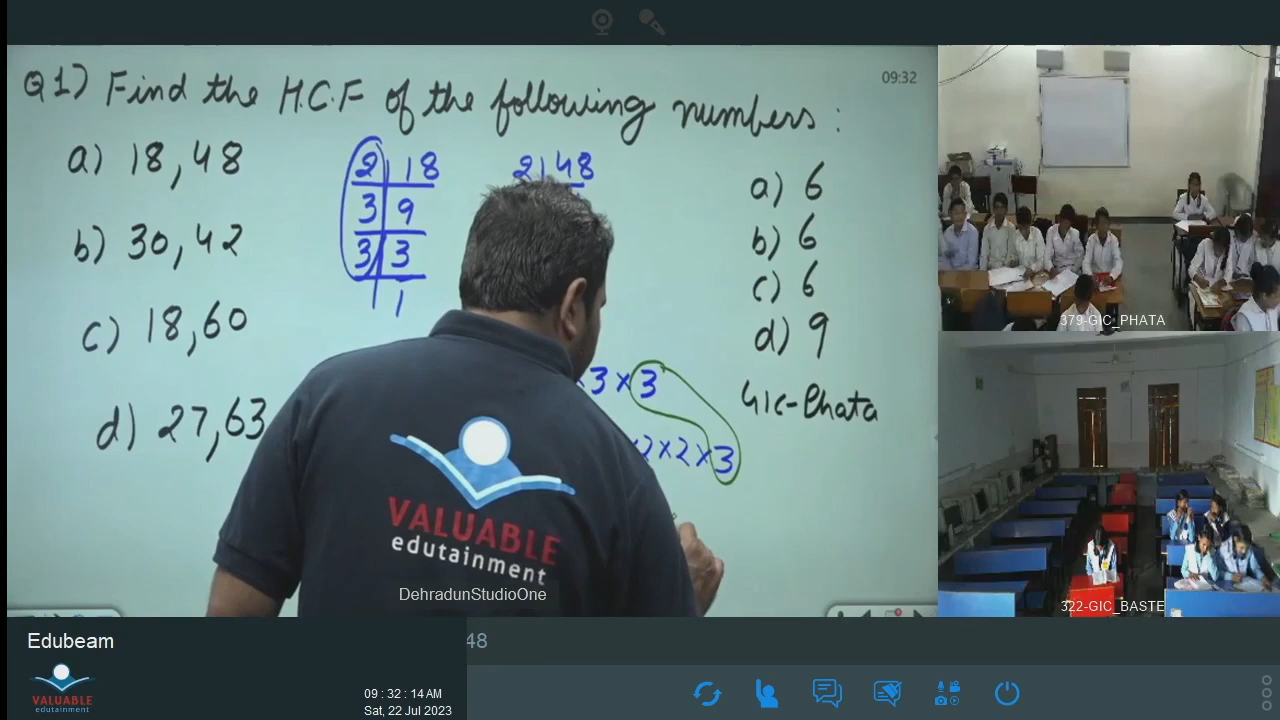 Q1) Find the H.C.F of the following numbers :
09:32
a) 18, 48
b) 30, 42
c) 18, 60
d) 27, 63
2 | 18
3 | 9
3 | 3
1
2 | 48
× 3 × 3
× 2 × 2 × 3
a) 6
b) 6
c) 6
d) 9
GIC-Phata
VALUABLE
edutainment
DehradunStudioOne
379-GIC_PHATA
322-GIC_BASTE
Edubeam
48
VALUABLE
edutainment
09 : 32 : 14 AM
Sat, 22 Jul 2023